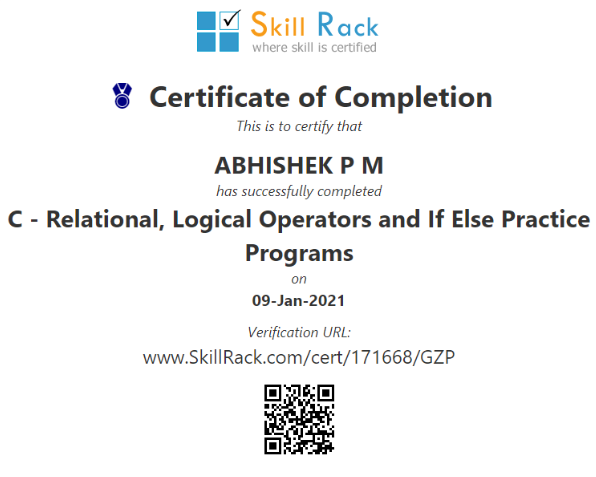 Skill Rack
where skill is certified
Certificate of Completion
This is to certify that
ABHISHEK P M
has successfully completed
C - Relational, Logical Operators and If Else Practice
Programs
on
09-Jan-2021
Verification URL:
www.SkillRack.com/cert/171668/GZP